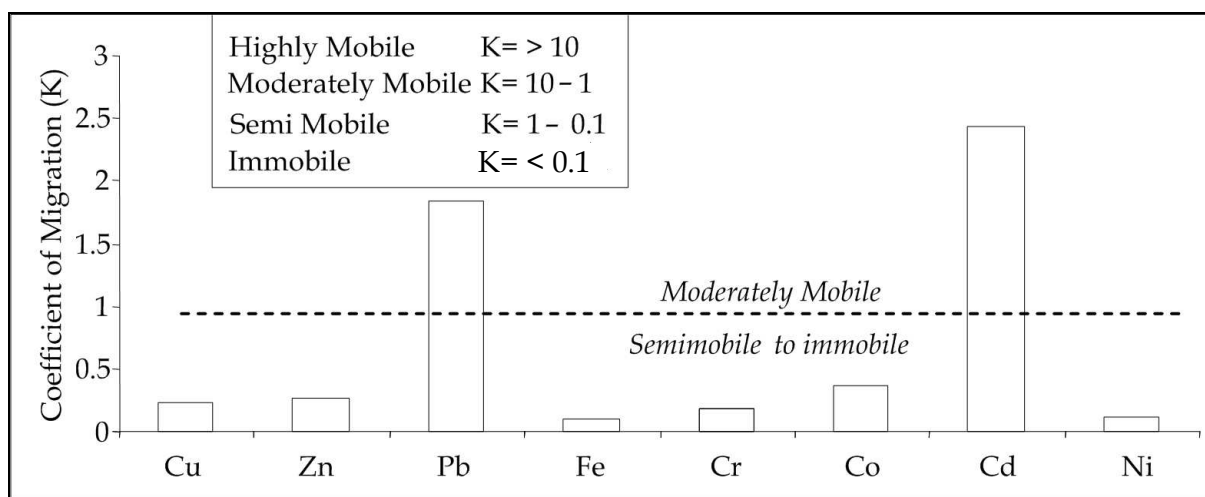 Highly Mobile K= > 10
Moderately Mobile K= 10 – 1
Semi Mobile K= 1 – 0.1
Immobile K= < 0.1
Coefficient of Migration (K)
3
2.5
2
1.5
1
0.5
0
Moderately Mobile
Semimobile to immobile
Cu Zn Pb Fe Cr Co Cd Ni